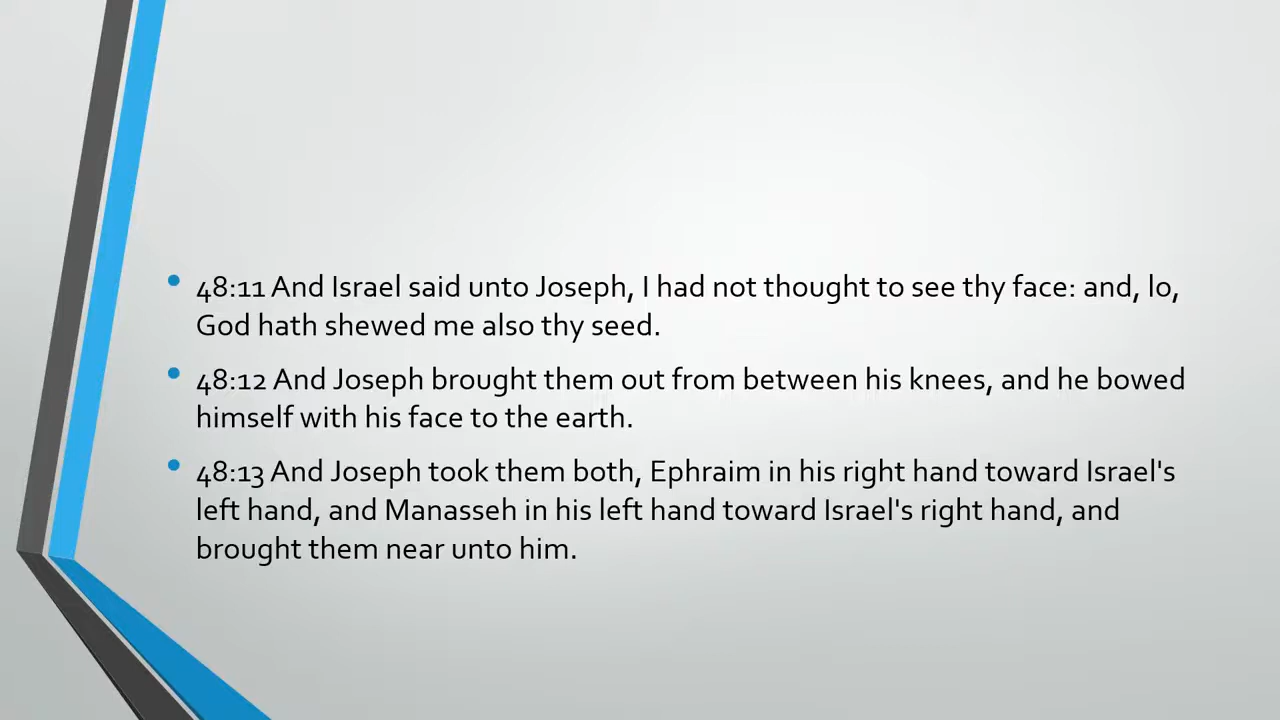 • 48:11 And Israel said unto Joseph, I had not thought to see thy face: and, lo,
God hath shewed me also thy seed.
• 48:12 And Joseph brought them out from between his knees, and he bowed
himself with his face to the earth.
• 48:13 And Joseph took them both, Ephraim in his right hand toward Israel's
left hand, and Manasseh in his left hand toward Israel's right hand, and
brought them near unto him.